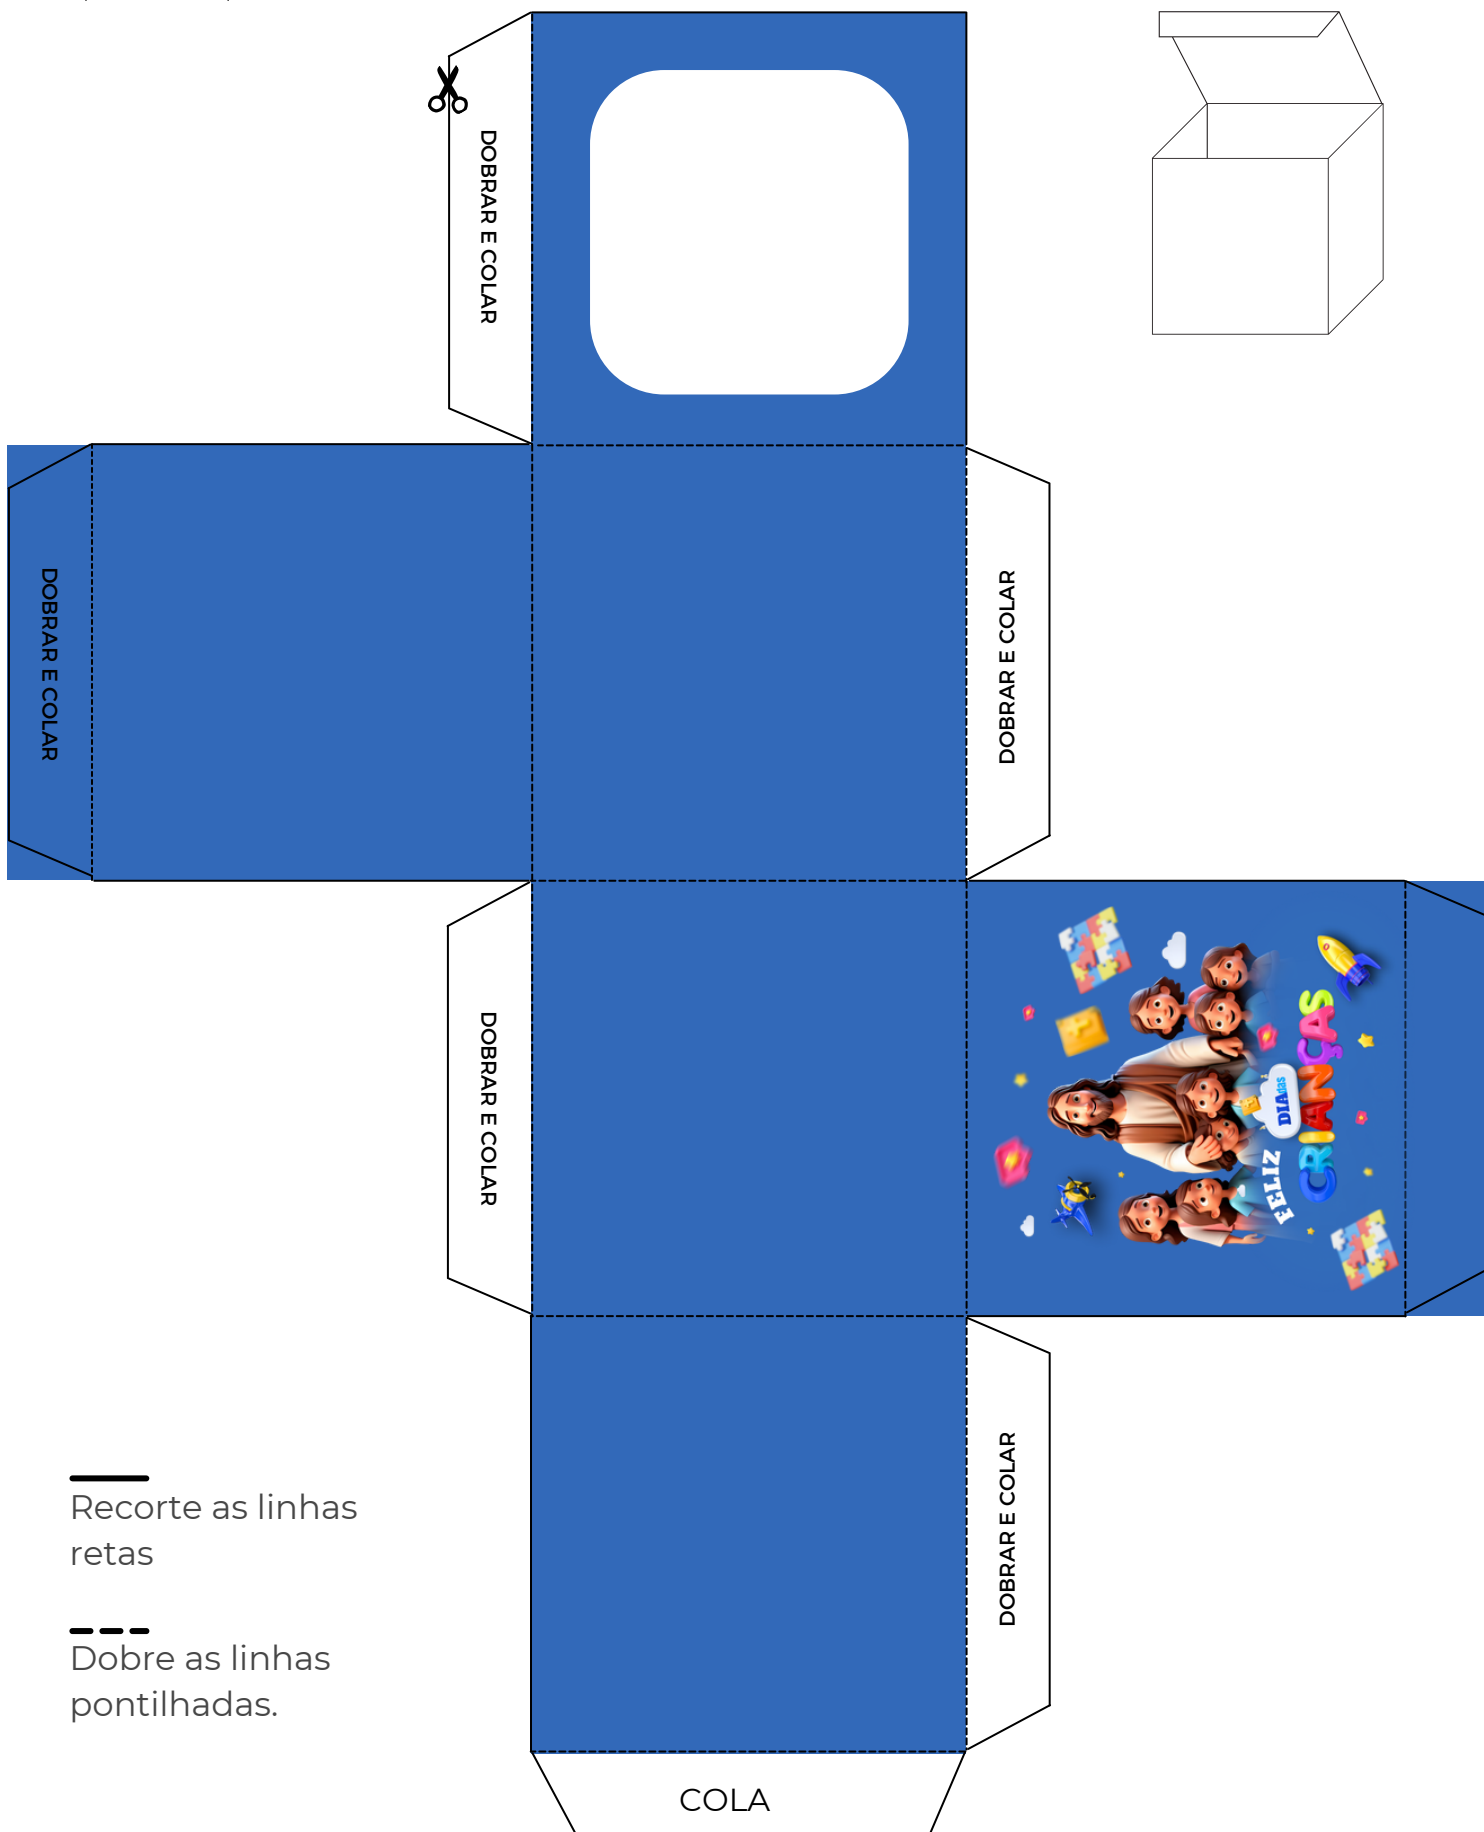 DOBRAR E COLAR
DOBRAR E COLAR
DOBRAR E COLAR
DOBRAR E COLAR
FELIZ
DIA das
CRIANÇAS
DOBRAR E COLAR
Recorte as linhas
retas
Dobre as linhas
pontilhadas.
COLA